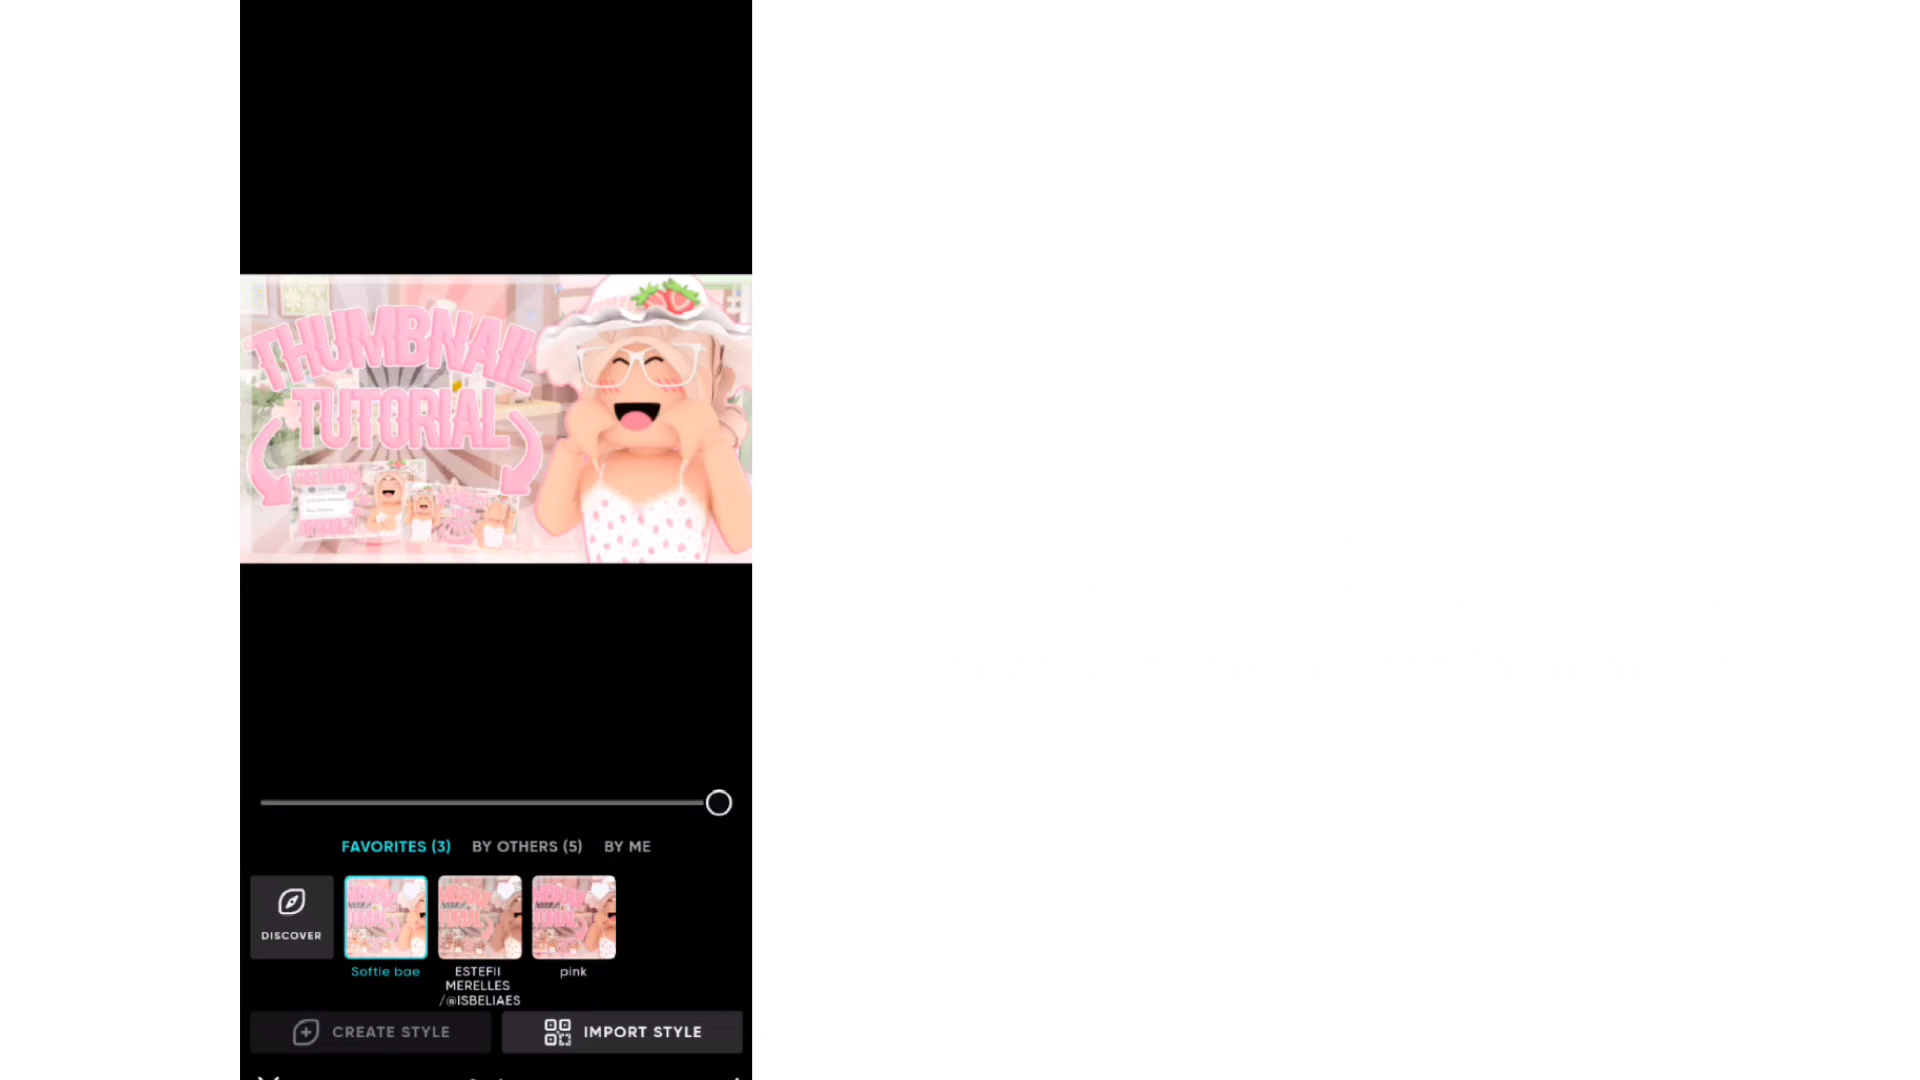 THUMBNAIL
TUTORIAL
FAVORITES (3) BY OTHERS (5) BY ME
DISCOVER
Softie bae
ESTEFII
MERELLES
/@ISBELIAES
pink
CREATE STYLE
IMPORT STYLE